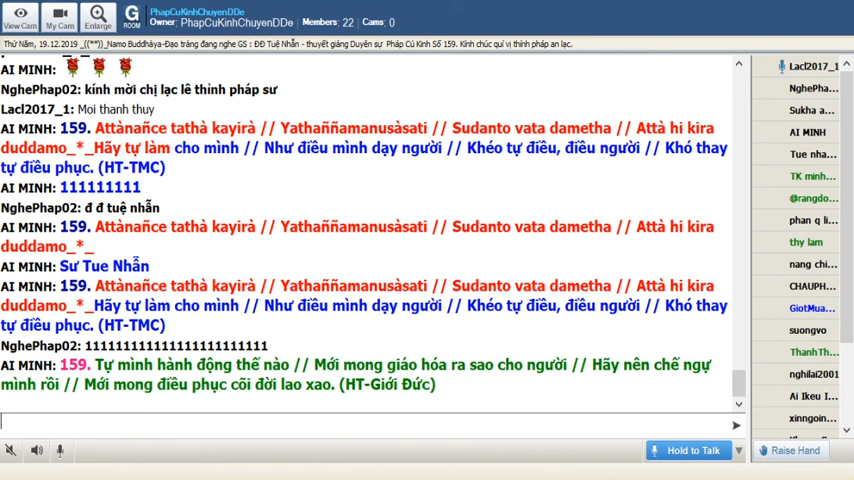 View Cam
My Cam
Enlarge
G
ROOM
PhapCuKinhChuyenDDe
Owner: PhapCuKinhChuyenDDe / Members: 22 / Cams: 0
Thứ Năm, 19.12.2019 _((**))_Namo Buddhàya-Đạo tràng đang nghe GS : ĐĐ Tuệ Nhẫn - thuyết giảng Duyên sự Pháp Cú Kinh Số 159. Kính chúc quí vị thính pháp an lạc.
AI MINH:
NghePhap02: kính mời chị lạc lê thỉnh pháp sư
Lacl2017_1: Moi thanh thuy
AI MINH: 159. Attànañce tathà kayirà // Yathaññamanusàsati // Sudanto vata dametha // Attà hi kira
duddamo_*_Hãy tự làm cho mình // Như điều mình dạy người // Khéo tự điều, điều người // Khó thay
tự điều phục. (HT-TMC)
AI MINH: 111111111
NghePhap02: đ đ tuệ nhẫn
AI MINH: 159. Attànañce tathà kayirà // Yathaññamanusàsati // Sudanto vata dametha // Attà hi kira
duddamo_*_
AI MINH: Sư Tue Nhẫn
AI MINH: 159. Attànañce tathà kayirà // Yathaññamanusàsati // Sudanto vata dametha // Attà hi kira
duddamo_*_Hãy tự làm cho mình // Như điều mình dạy người // Khéo tự điều, điều người // Khó thay
tự điều phục. (HT-TMC)
NghePhap02: 11111111111111111111111
AI MINH: 159. Tự mình hành động thế nào // Mới mong giáo hóa ra sao cho người // Hãy nên chế ngự
mình rồi // Mới mong điều phục cõi đời lao xao. (HT-Giới Đức)
Lacl2017_1
NghePha...
Sukha a...
AI MINH
Tue nha...
TK minh...
@rangdo...
phan q li...
thy lam
nang chi...
CHAUPH...
GiotMua...
suongvo
ThanhTh...
nghilai2001
Ai Ikeu I...
xinngoin...
Hold to Talk
Raise Hand